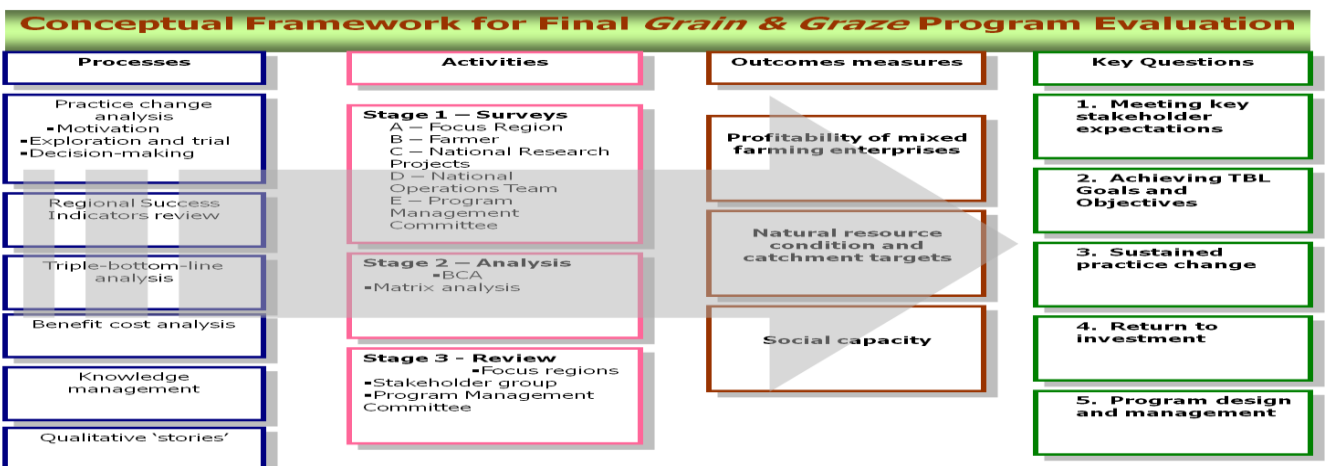 Conceptual Framework for Final Grain & Graze Program Evaluation
Processes
Practice change
analysis
▪Motivation
▪Exploration and trial
▪Decision-making
Regional Success
Indicators review
Triple-bottom-line
analysis
Benefit cost analysis
Knowledge
management
Qualitative ‘stories’
Activities
Stage 1 – Surveys
A – Focus Region
B – Farmer
C – National Research
Projects
D – National
Operations Team
E – Program
Management
Committee
Stage 2 – Analysis
▪BCA
▪Matrix analysis
Stage 3 - Review
▪Focus regions
▪Stakeholder group
▪Program Management
Committee
Outcomes measures
Profitability of mixed
farming enterprises
Natural resource
condition and
catchment targets
Social capacity
Key Questions
1. Meeting key
stakeholder
expectations
2. Achieving TBL
Goals and
Objectives
3. Sustained
practice change
4. Return to
investment
5. Program design
and management